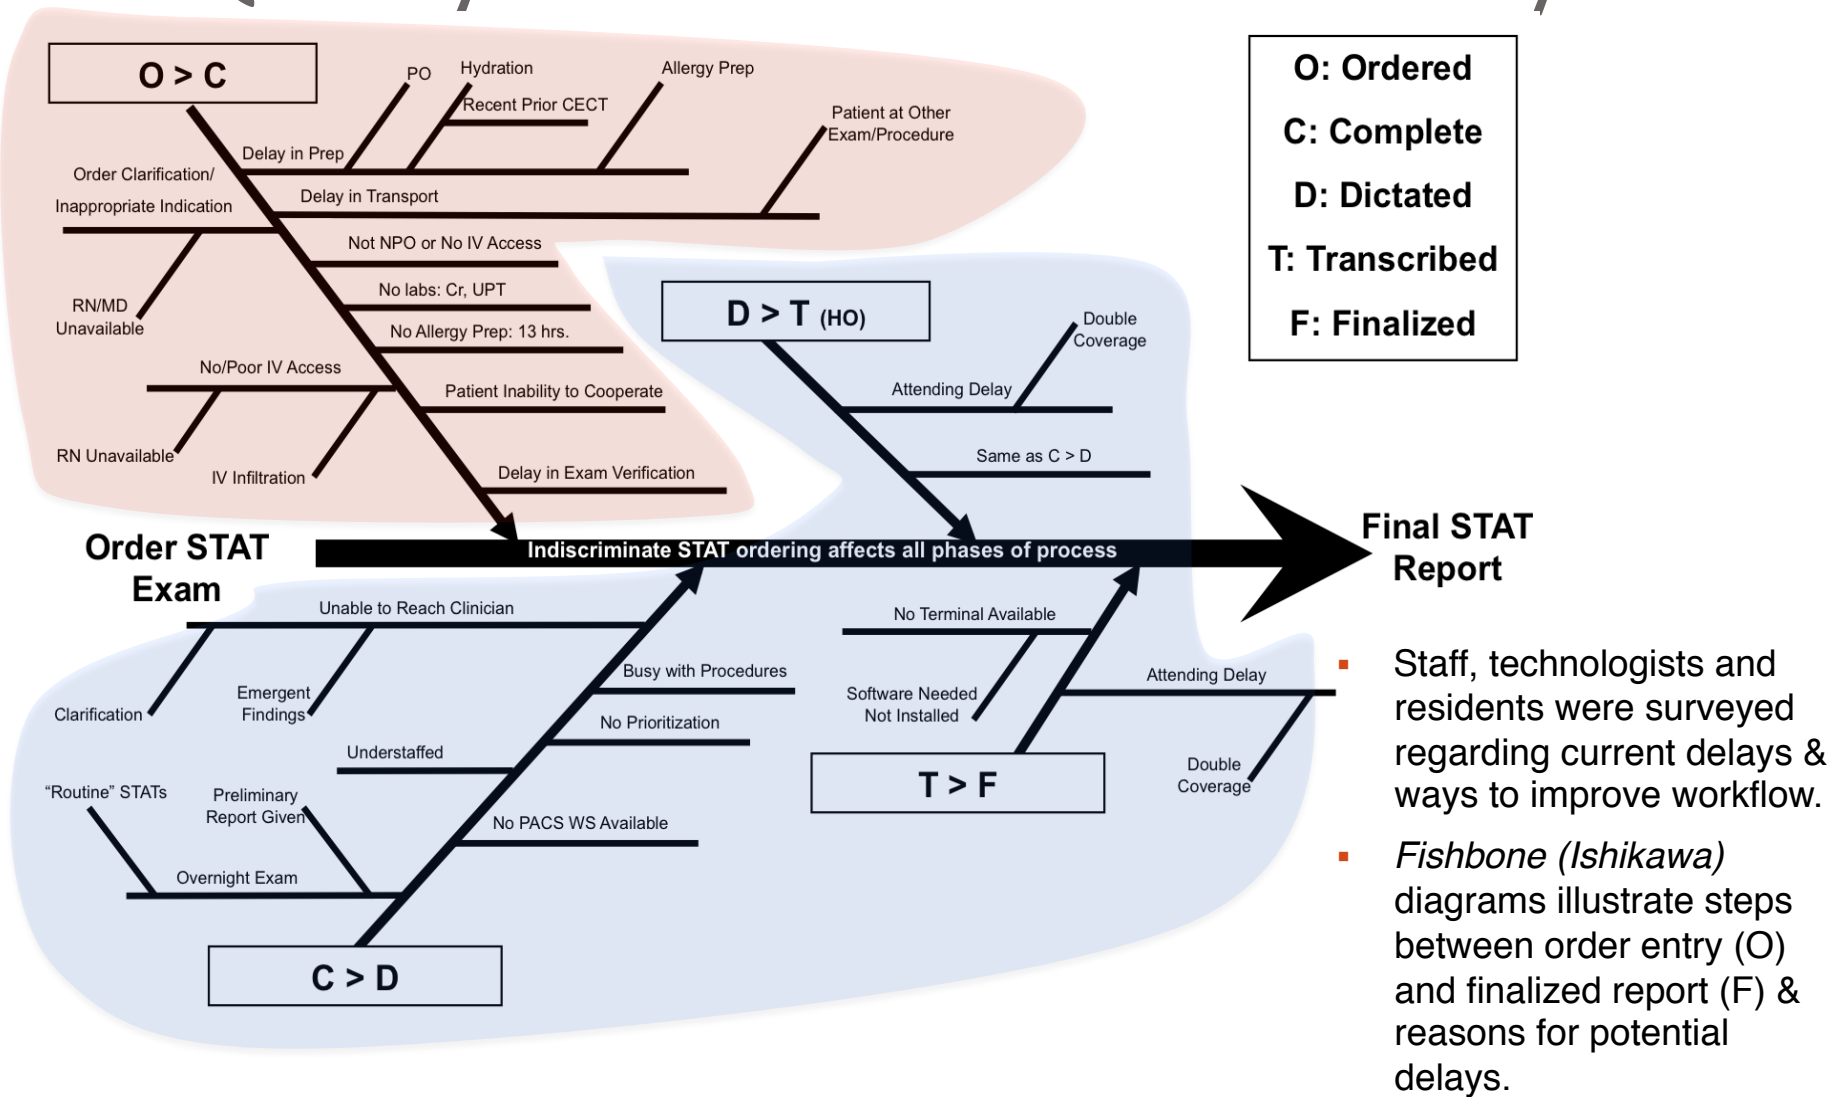 O > C
PO
Hydration
Recent Prior CECT
Allergy Prep
Patient at Other
Exam/Procedure
Delay in Prep
Order Clarification/
Inappropriate Indication
Delay in Transport
Not NPO or No IV Access
No labs: Cr, UPT
No Allergy Prep: 13 hrs.
RN/MD
Unavailable
No/Poor IV Access
Patient Inability to Cooperate
RN Unavailable
IV Infiltration
Delay in Exam Verification
O: Ordered
C: Complete
D: Dictated
T: Transcribed
F: Finalized
D > T (HO)
Double
Coverage
Attending Delay
Same as C > D
Order STAT
Exam
Indiscriminate STAT ordering affects all phases of process
Final STAT
Report
Unable to Reach Clinician
Clarification
Emergent
Findings
Busy with Procedures
No Prioritization
Understaffed
"Routine" STATs
Preliminary
Report Given
No PACS WS Available
Overnight Exam
C > D
No Terminal Available
Software Needed
Not Installed
Attending Delay
Double
Coverage
T > F
▪ Staff, technologists and
residents were surveyed
regarding current delays &
ways to improve workflow.
▪ Fishbone (Ishikawa)
diagrams illustrate steps
between order entry (O)
and finalized report (F) &
reasons for potential
delays.